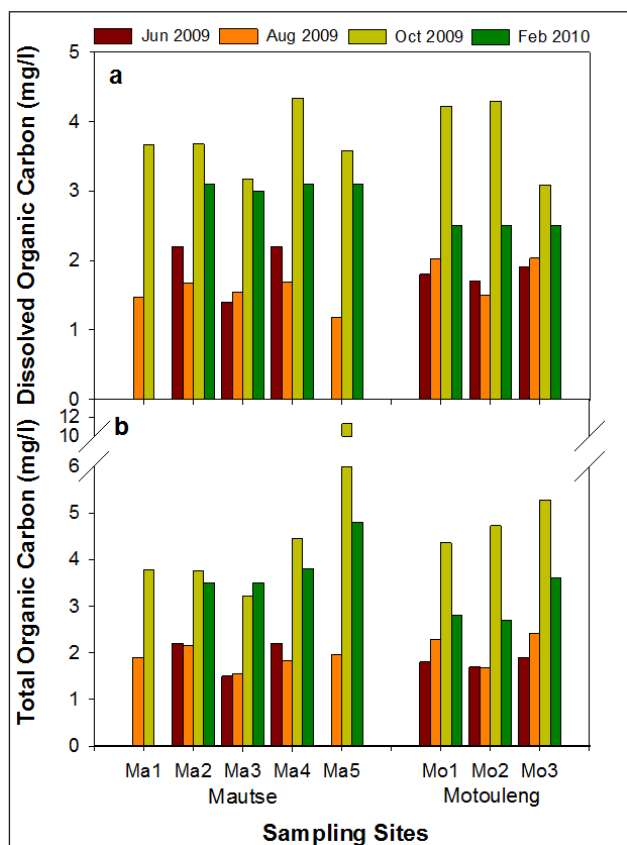 Jun 2009 Aug 2009 Oct 2009 Feb 2010
a
Dissolved Organic Carbon (mg/l)
5
4
3
2
1
0
b
Total Organic Carbon (mg/l)
12
10
6
5
4
3
2
1
0
Ma1 Ma2 Ma3 Ma4 Ma5 Mo1 Mo2 Mo3
Mautse Motouleng
Sampling Sites